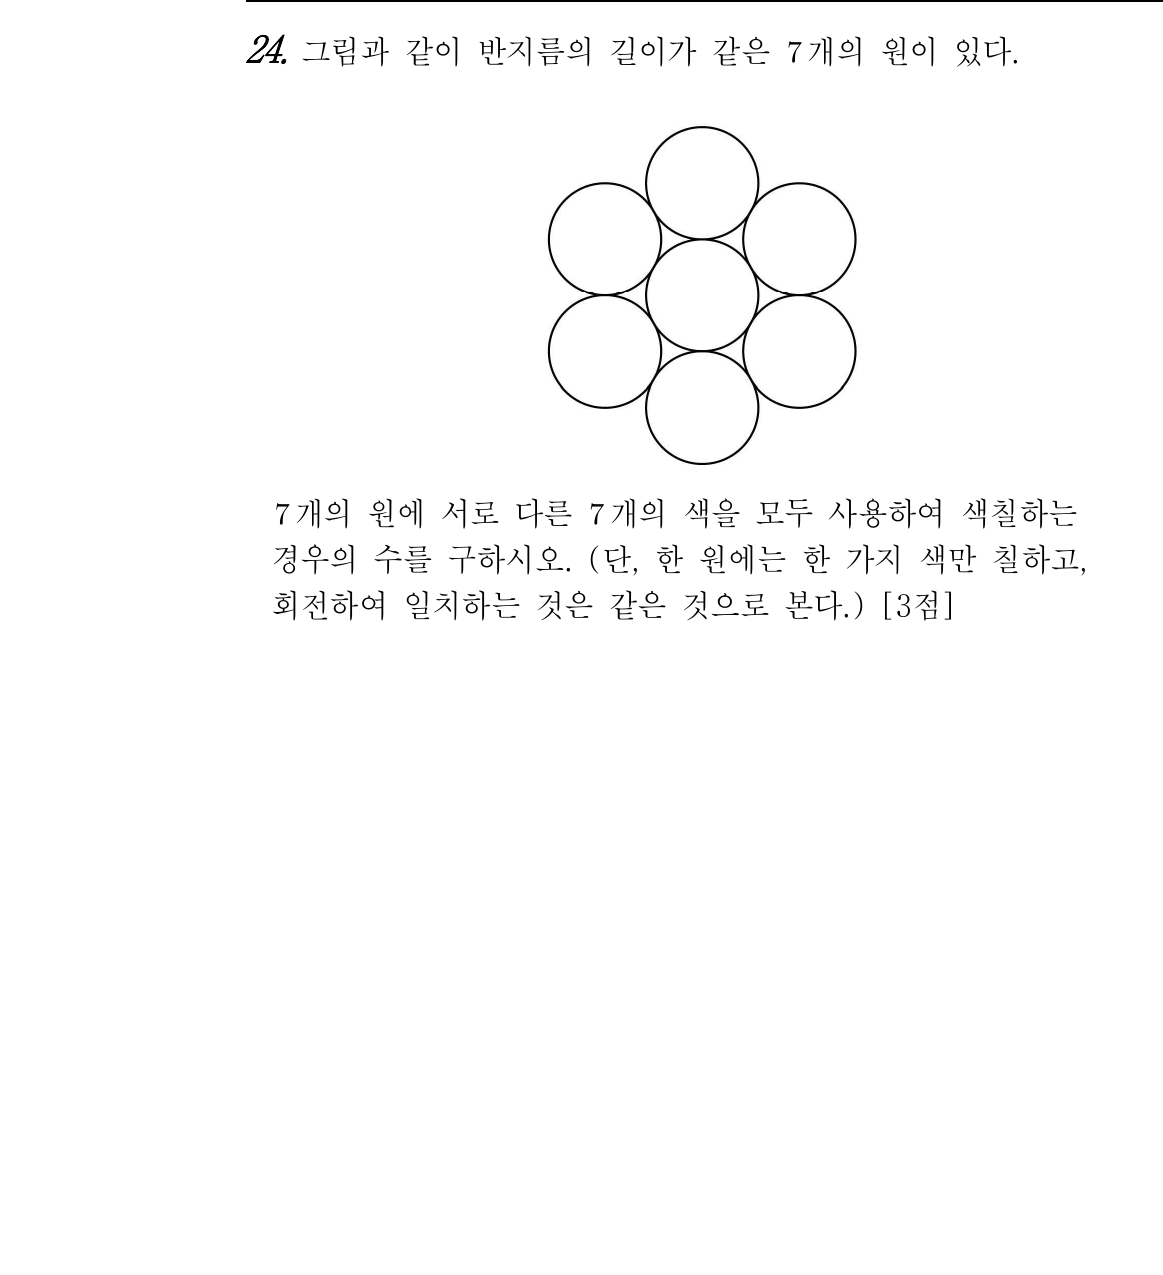 24. 그림과 같이 반지름의 길이가 같은 7개의 원이 있다.
7개의 원에 서로 다른 7개의 색을 모두 사용하여 색칠하는
경우의 수를 구하시오. (단, 한 원에는 한 가지 색만 칠하고,
회전하여 일치하는 것은 같은 것으로 본다.) [3점]